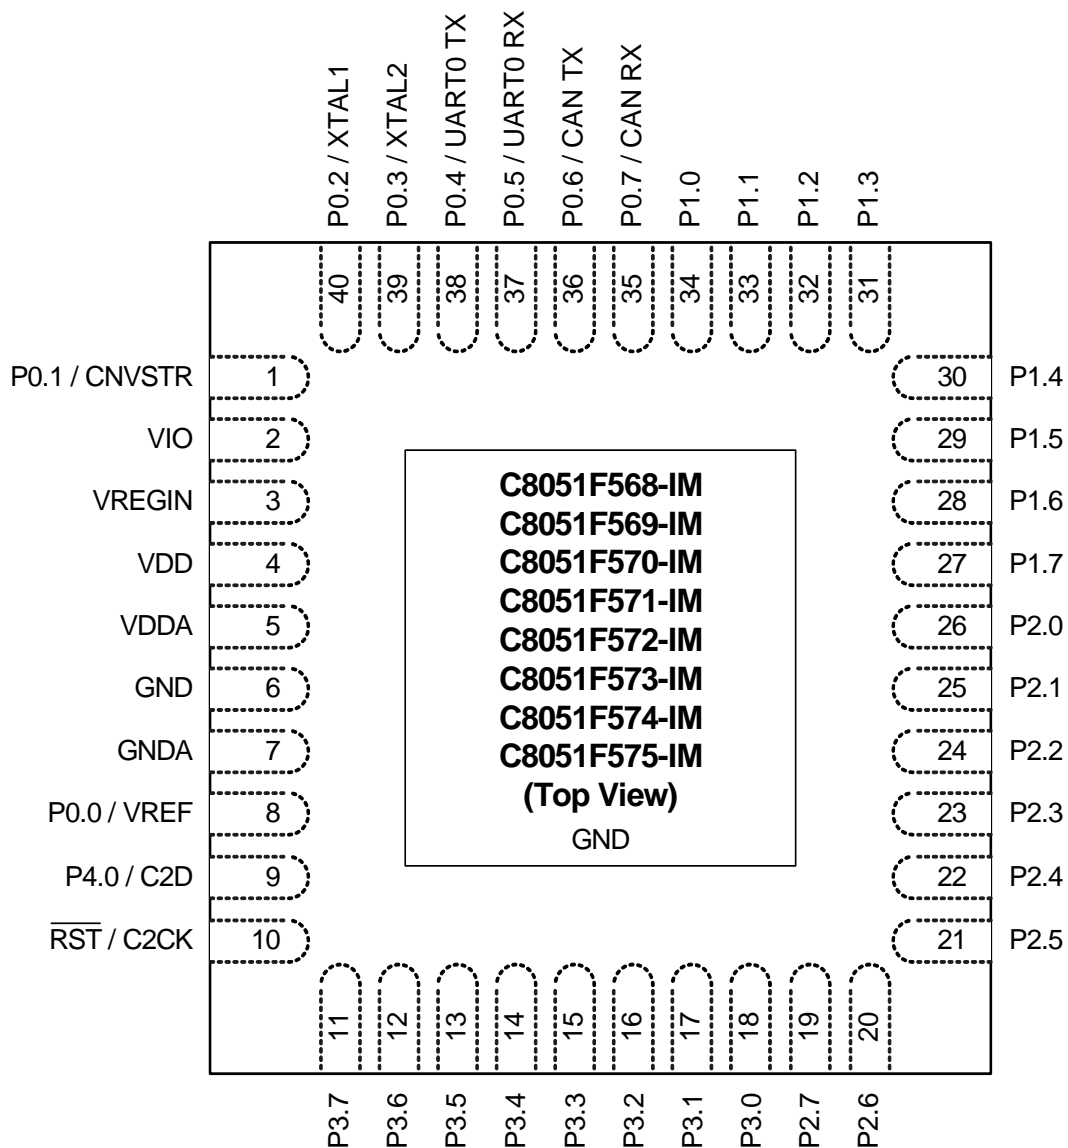 P0.2 / XTAL1
P0.3 / XTAL2
P0.4 / UART0 TX
P0.5 / UART0 RX
P0.6 / CAN TX
P0.7 / CAN RX
P1.0
P1.1
P1.2
P1.3
40
39
38
37
36
35
34
33
32
31
P0.1 / CNVSTR
1
VIO
2
VREGIN
3
VDD
4
VDDA
5
GND
6
GNDA
7
P0.0 / VREF
8
P4.0 / C2D
9
RST / C2CK
10
C8051F568-IM
C8051F569-IM
C8051F570-IM
C8051F571-IM
C8051F572-IM
C8051F573-IM
C8051F574-IM
C8051F575-IM
(Top View)
GND
30
P1.4
29
P1.5
28
P1.6
27
P1.7
26
P2.0
25
P2.1
24
P2.2
23
P2.3
22
P2.4
21
P2.5
11
12
13
14
15
16
17
18
19
20
P3.7
P3.6
P3.5
P3.4
P3.3
P3.2
P3.1
P3.0
P2.7
P2.6